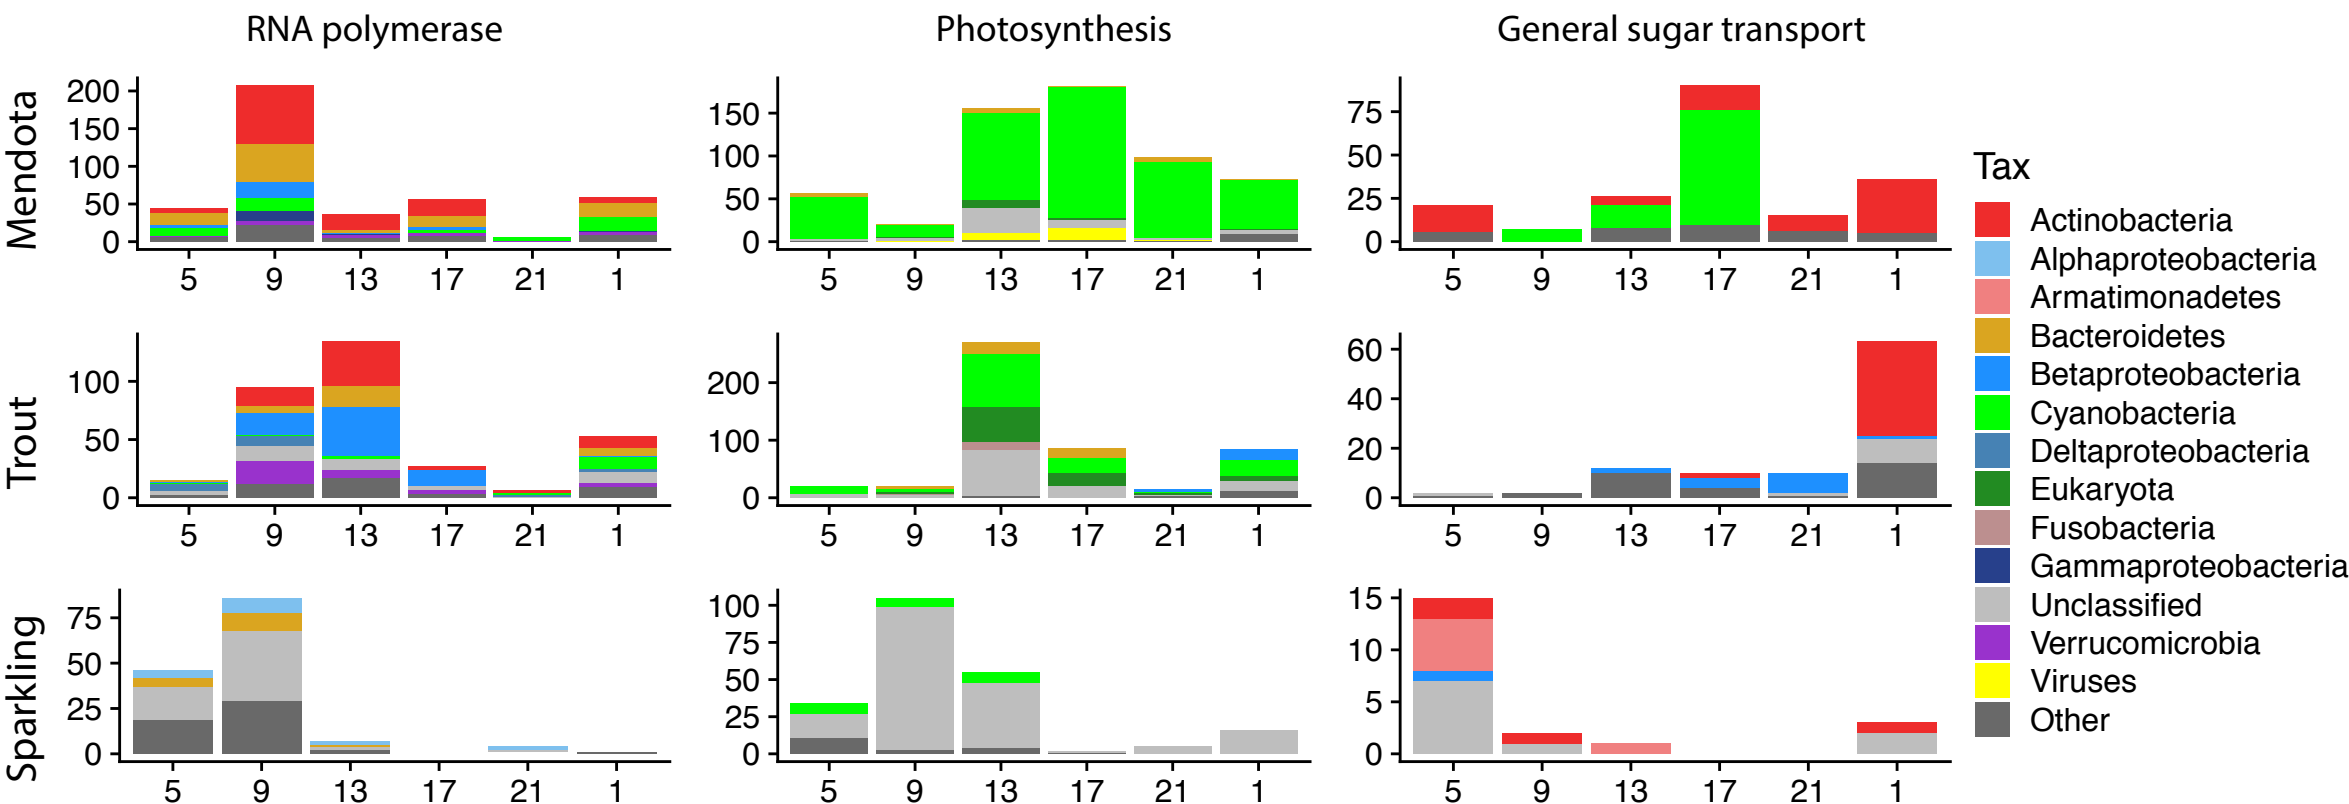 RNA polymerase Photosynthesis General sugar transport
Mendota
200
150
100
50
0
5 9 13 17 21 1
150
100
50
0
5 9 13 17 21 1
75
50
25
0
5 9 13 17 21 1
Trout
100
50
0
5 9 13 17 21 1
200
100
0
5 9 13 17 21 1
60
40
20
0
5 9 13 17 21 1
Sparkling
75
50
25
0
5 9 13 17 21 1
100
75
50
25
0
5 9 13 17 21 1
15
10
5
0
5 9 13 17 21 1
Tax
Actinobacteria
Alphaproteobacteria
Armatimonadetes
Bacteroidetes
Betaproteobacteria
Cyanobacteria
Deltaproteobacteria
Eukaryota
Fusobacteria
Gammaproteobacteria
Unclassified
Verrucomicrobia
Viruses
Other